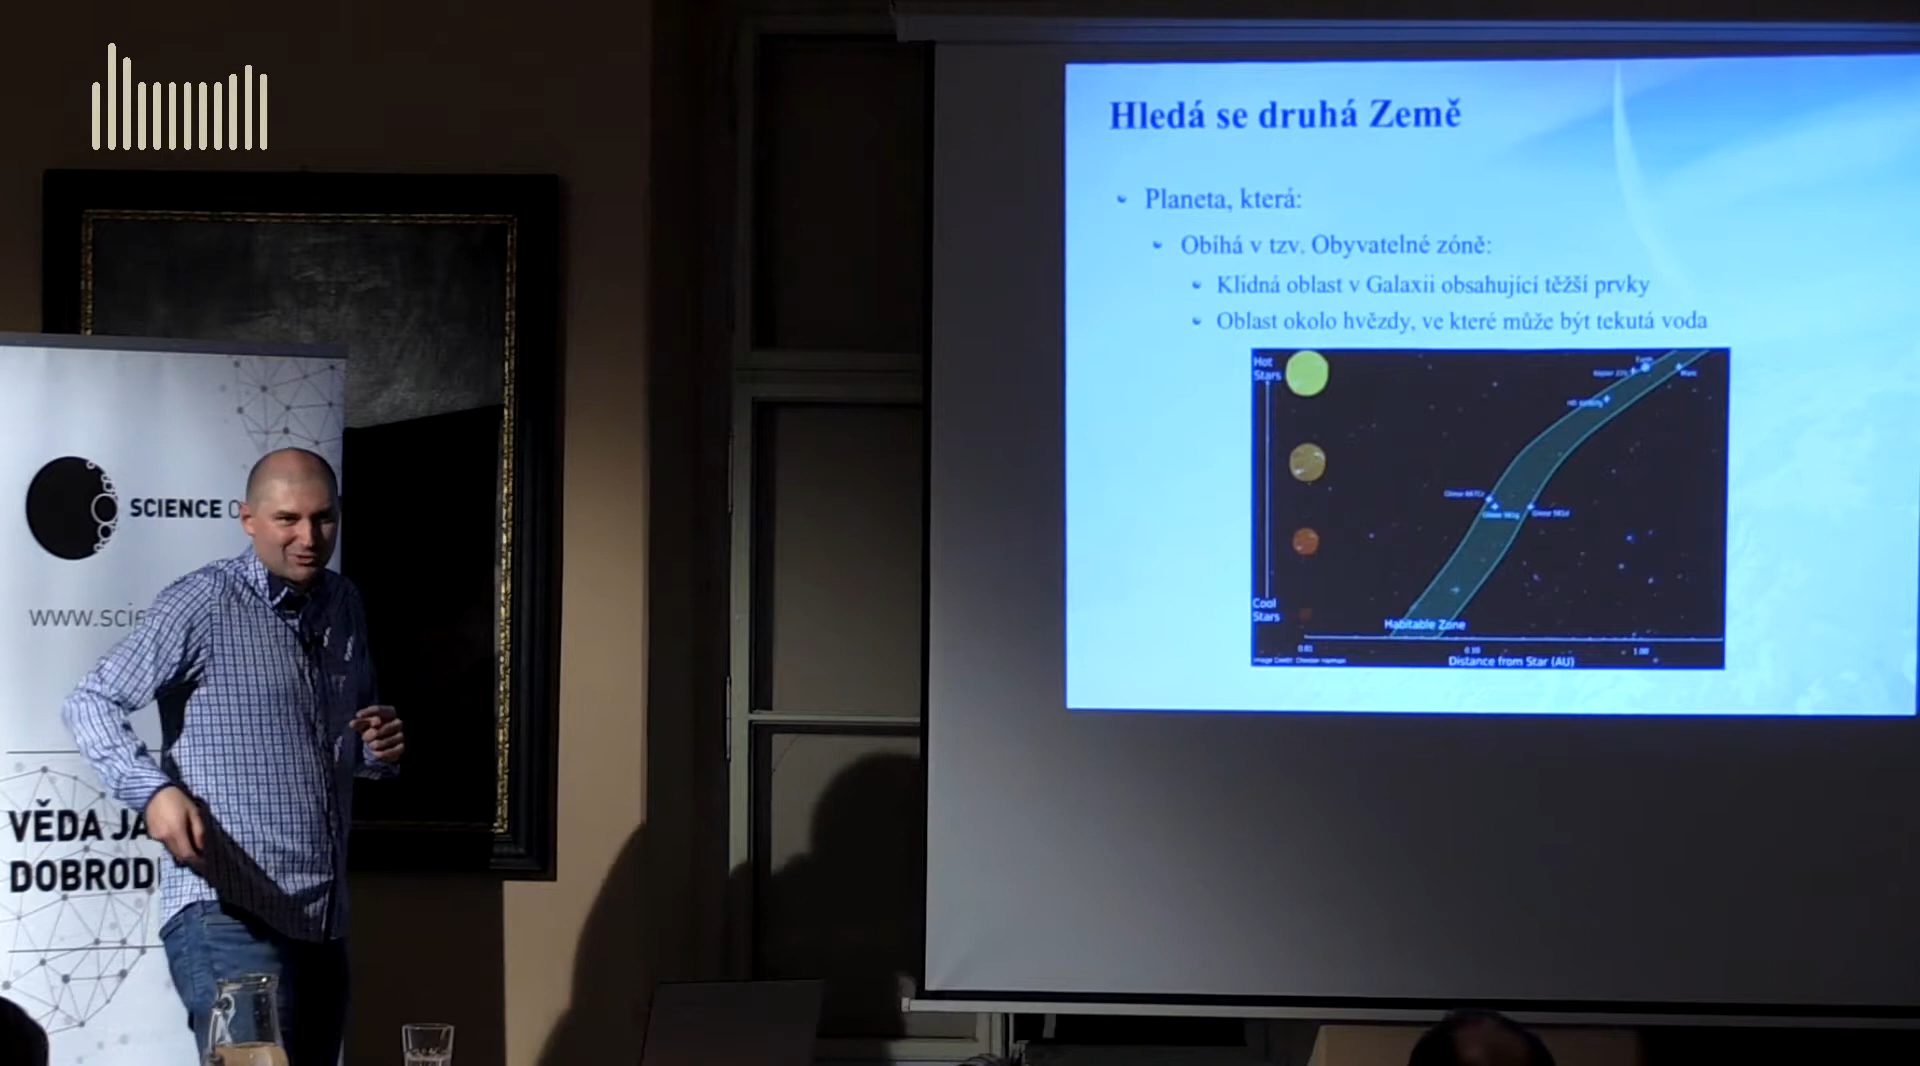 Hledá se druhá Země
Planeta, která:
Obíhá v tzv. Obyvatelné zóně:
Klidná oblast v Galaxii obsahující těžší prvky
Oblast okolo hvězdy, ve které může být tekutá voda
Hot
Stars
Cool
Stars
Habitable Zone
Distance from Star (AU)
SCIENCE
www.scie
VĚDA JA
DOBROD